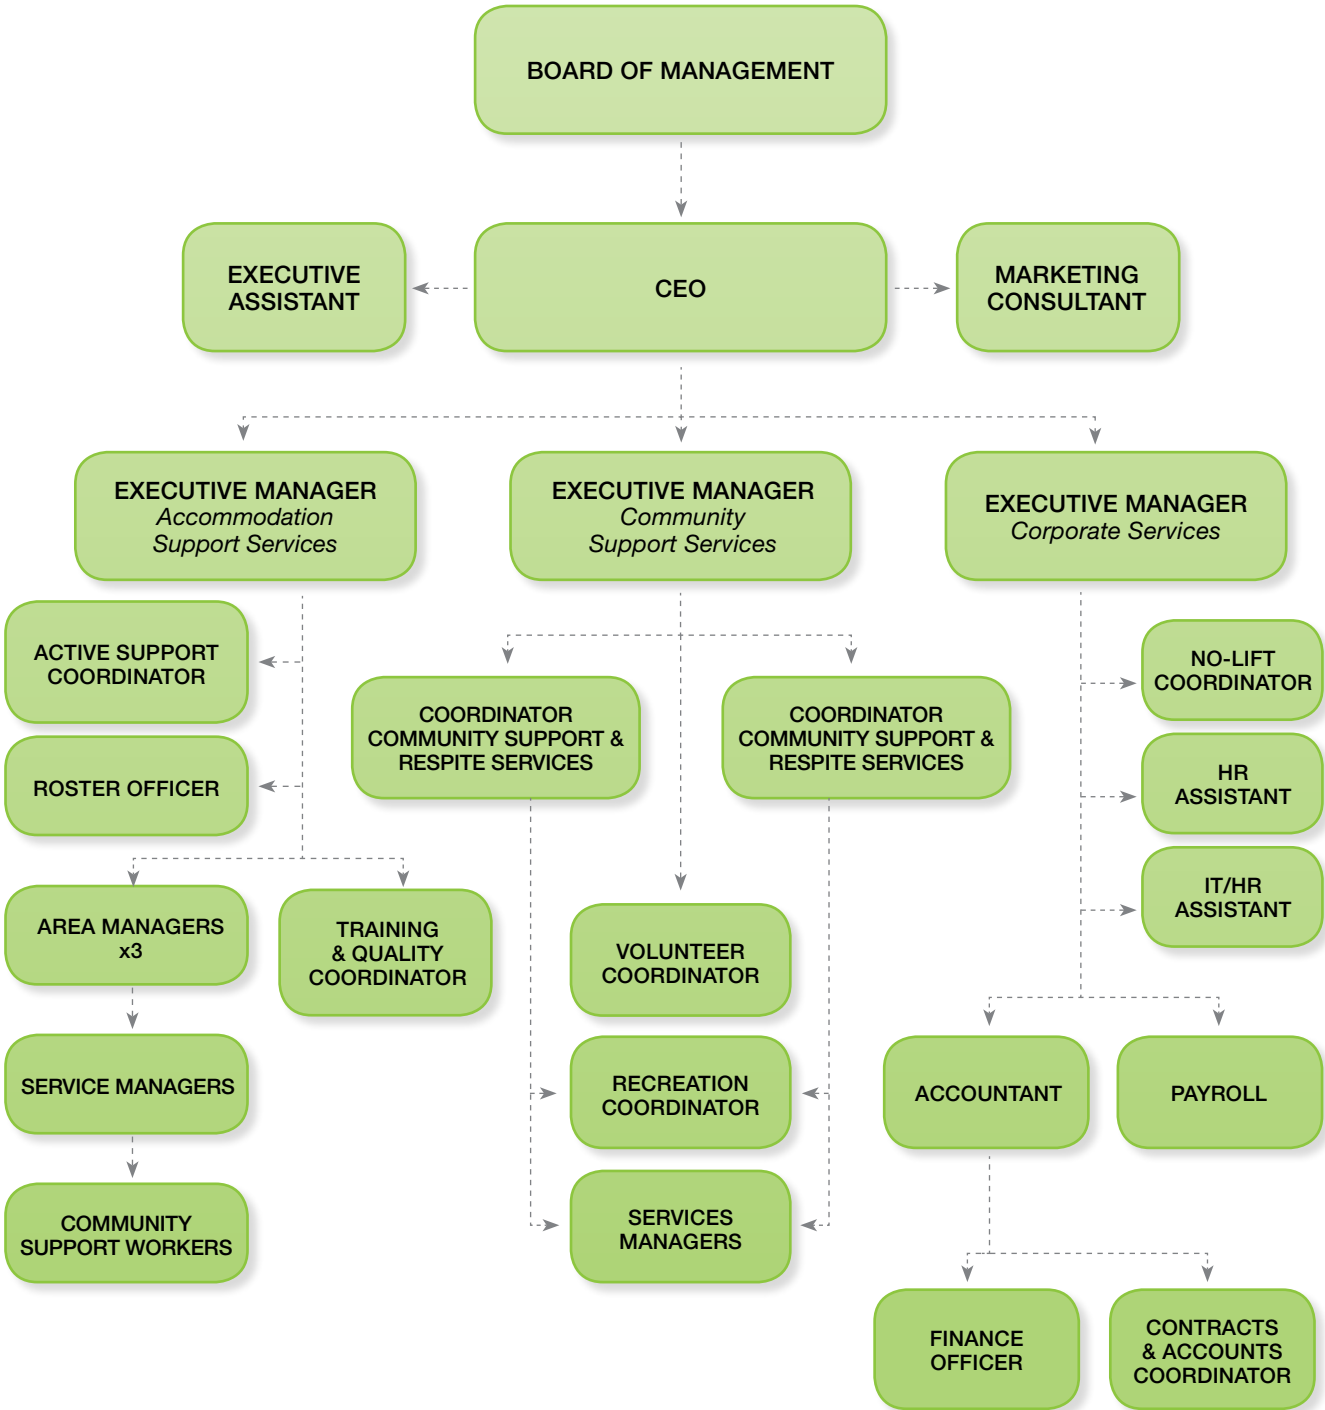 BOARD OF MANAGEMENT
EXECUTIVE
ASSISTANT
CEO
MARKETING
CONSULTANT
EXECUTIVE MANAGER
Accommodation
Support Services
EXECUTIVE MANAGER
Community
Support Services
EXECUTIVE MANAGER
Corporate Services
ACTIVE SUPPORT
COORDINATOR
ROSTER OFFICER
AREA MANAGERS
x3
TRAINING
& QUALITY
COORDINATOR
SERVICE MANAGERS
COMMUNITY
SUPPORT WORKERS
COORDINATOR
COMMUNITY SUPPORT &
RESPITE SERVICES
COORDINATOR
COMMUNITY SUPPORT &
RESPITE SERVICES
VOLUNTEER
COORDINATOR
RECREATION
COORDINATOR
SERVICES
MANAGERS
NO-LIFT
COORDINATOR
HR
ASSISTANT
IT/HR
ASSISTANT
ACCOUNTANT
PAYROLL
FINANCE
OFFICER
CONTRACTS
& ACCOUNTS
COORDINATOR